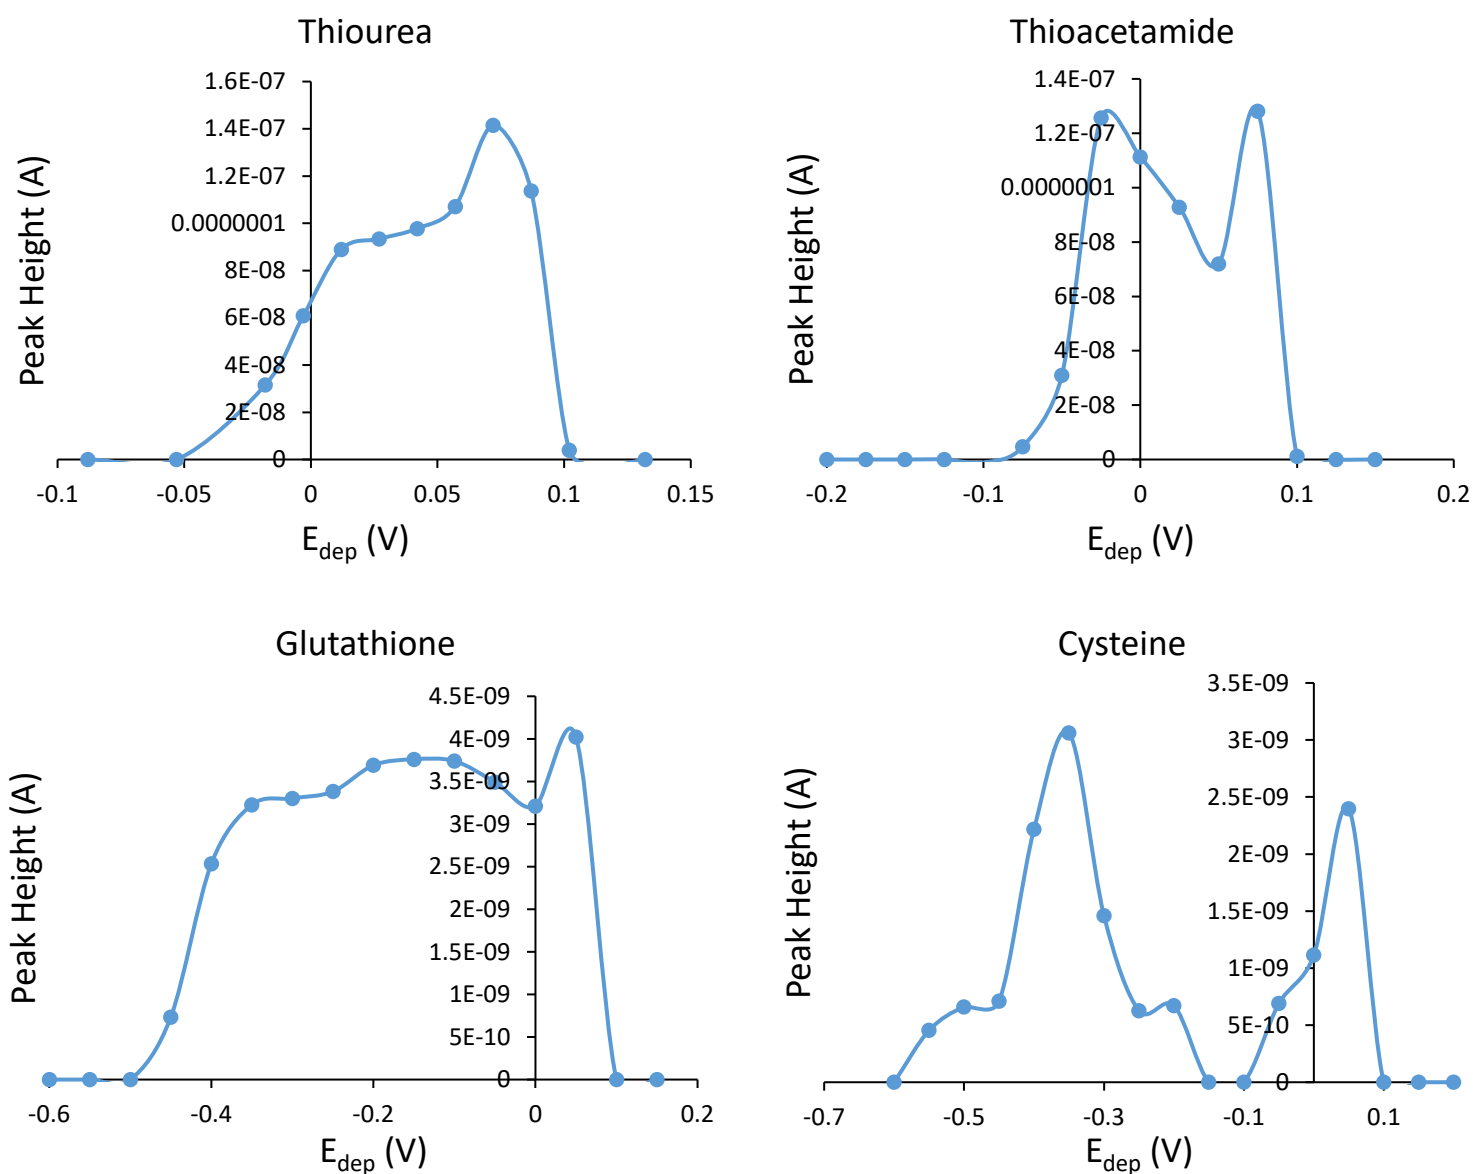 Thiourea
Peak Height (A)
1.6E-07
1.4E-07
1.2E-07
0.0000001
8E-08
6E-08
4E-08
2E-08
0
-0.1 -0.05 0 0.05 0.1 0.15
E_dep (V)
Thioacetamide
Peak Height (A)
1.4E-07
1.2E-07
0.0000001
8E-08
6E-08
4E-08
2E-08
0
-0.2 -0.1 0 0.1 0.2
E_dep (V)
Glutathione
Peak Height (A)
4.5E-09
4E-09
3.5E-09
3E-09
2.5E-09
2E-09
1.5E-09
1E-09
5E-10
0
-0.6 -0.4 -0.2 0 0.2
E_dep (V)
Cysteine
Peak Height (A)
3.5E-09
3E-09
2.5E-09
2E-09
1.5E-09
1E-09
5E-10
0
-0.7 -0.5 -0.3 -0.1 0.1
E_dep (V)